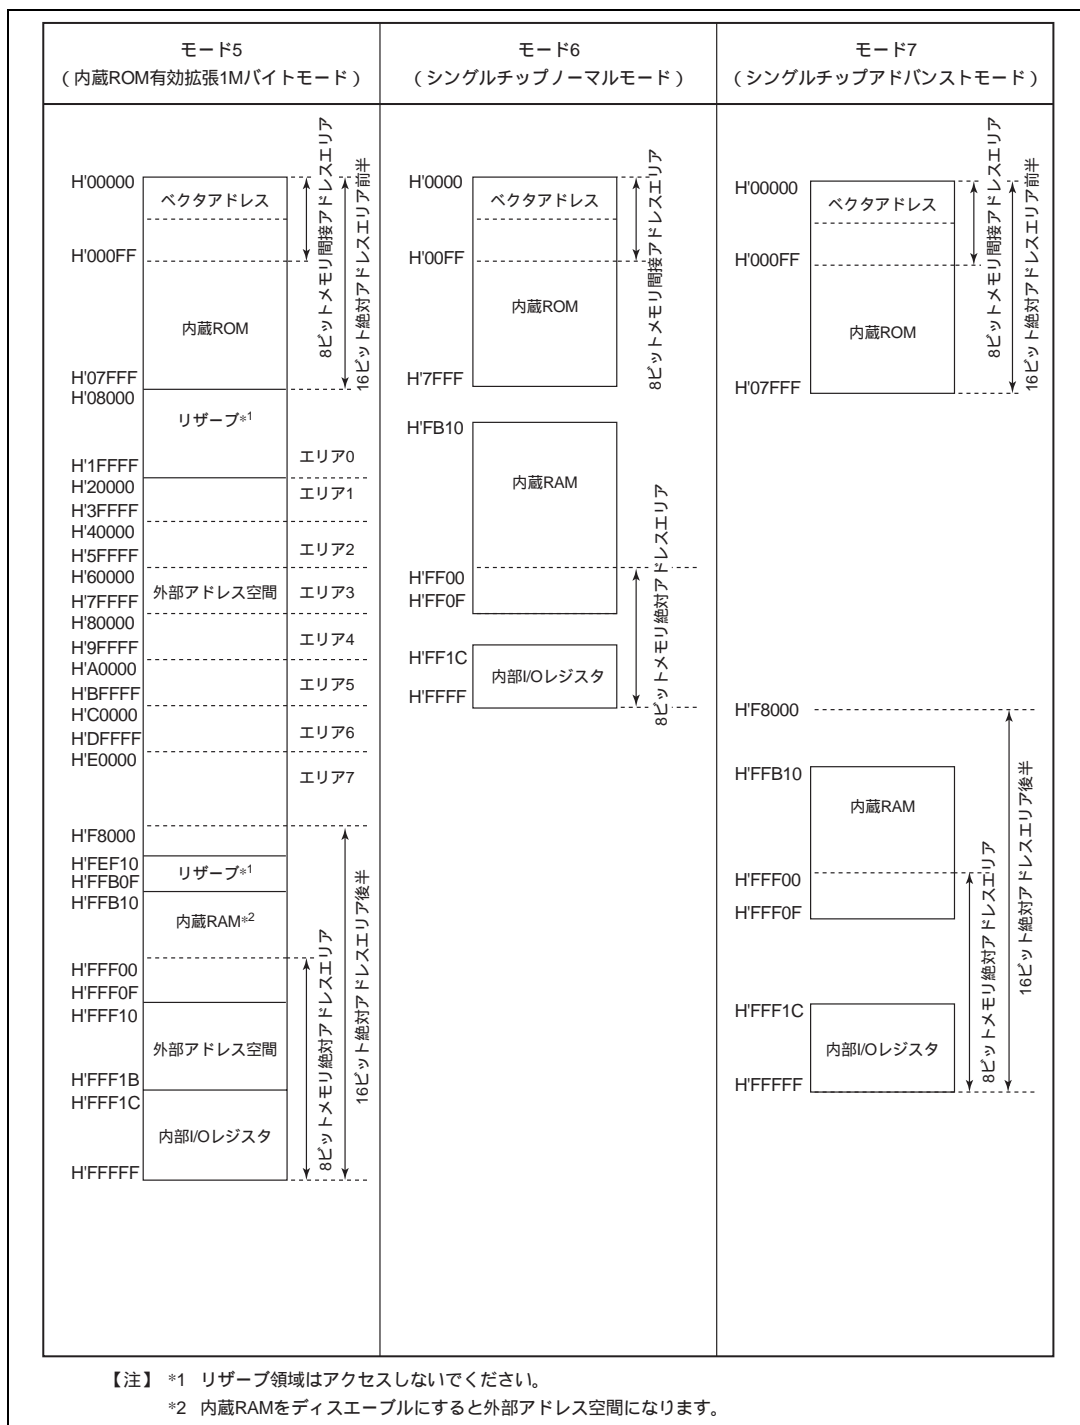 モード5
(内蔵ROM有効拡張1Mバイトモード)
H'00000
ベクタアドレス
H'000FF
内蔵ROM
H'07FFF
H'08000
リザーブ*1
H'1FFFF
エリア0
H'20000
エリア1
H'3FFFF
H'40000
H'5FFFF
エリア2
H'60000
外部アドレス空間
エリア3
H'7FFFF
H'80000
エリア4
H'9FFFF
H'A0000
エリア5
H'BFFFF
H'C0000
エリア6
H'DFFFF
H'E0000
エリア7
H'F8000
H'FEF10
リザーブ*1
H'FFB0F
H'FFB10
内蔵RAM*2
H'FFF00
H'FFF0F
H'FFF10
外部アドレス空間
H'FFF1B
H'FFF1C
内部I/Oレジスタ
H'FFFFF
8ビットメモリ間接アドレスエリア
16ビット絶対アドレスエリア前半
8ビットメモリ絶対アドレスエリア
16ビット絶対アドレスエリア後半
モード6
(シングルチップノーマルモード)
H'0000
ベクタアドレス
H'00FF
内蔵ROM
H'7FFF
H'FB10
内蔵RAM
H'FF00
H'FF0F
H'FF1C
内部I/Oレジスタ
H'FFFF
8ビットメモリ間接アドレスエリア
8ビットメモリ絶対アドレスエリア
モード7
(シングルチップアドバンストモード)
H'00000
ベクタアドレス
H'000FF
内蔵ROM
H'07FFF
H'F8000
H'FFB10
内蔵RAM
H'FFF00
H'FFF0F
H'FFF1C
内部I/Oレジスタ
H'FFFFF
8ビットメモリ間接アドレスエリア
16ビット絶対アドレスエリア前半
8ビットメモリ絶対アドレスエリア
16ビット絶対アドレスエリア後半
【注】 *1 リザーブ領域はアクセスしないでください。
*2 内蔵RAMをディスエーブルにすると外部アドレス空間になります。